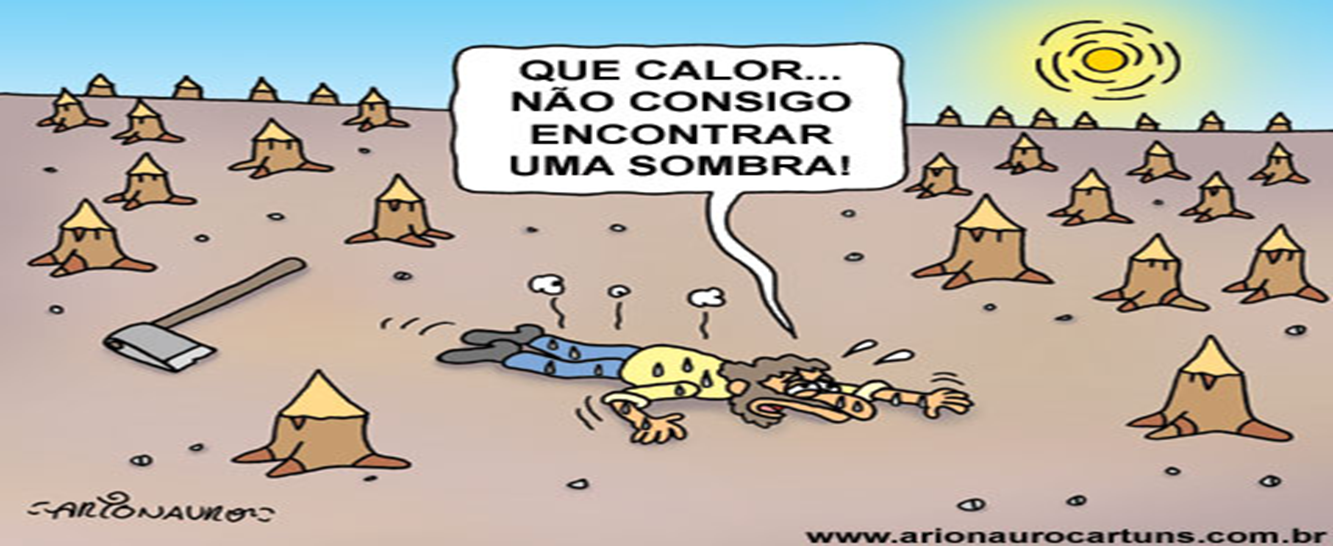 QUE CALOR...
NÃO CONSIGO
ENCONTRAR
UMA SOMBRA!
ARIONAURO
www.arionaurocartuns.com.br